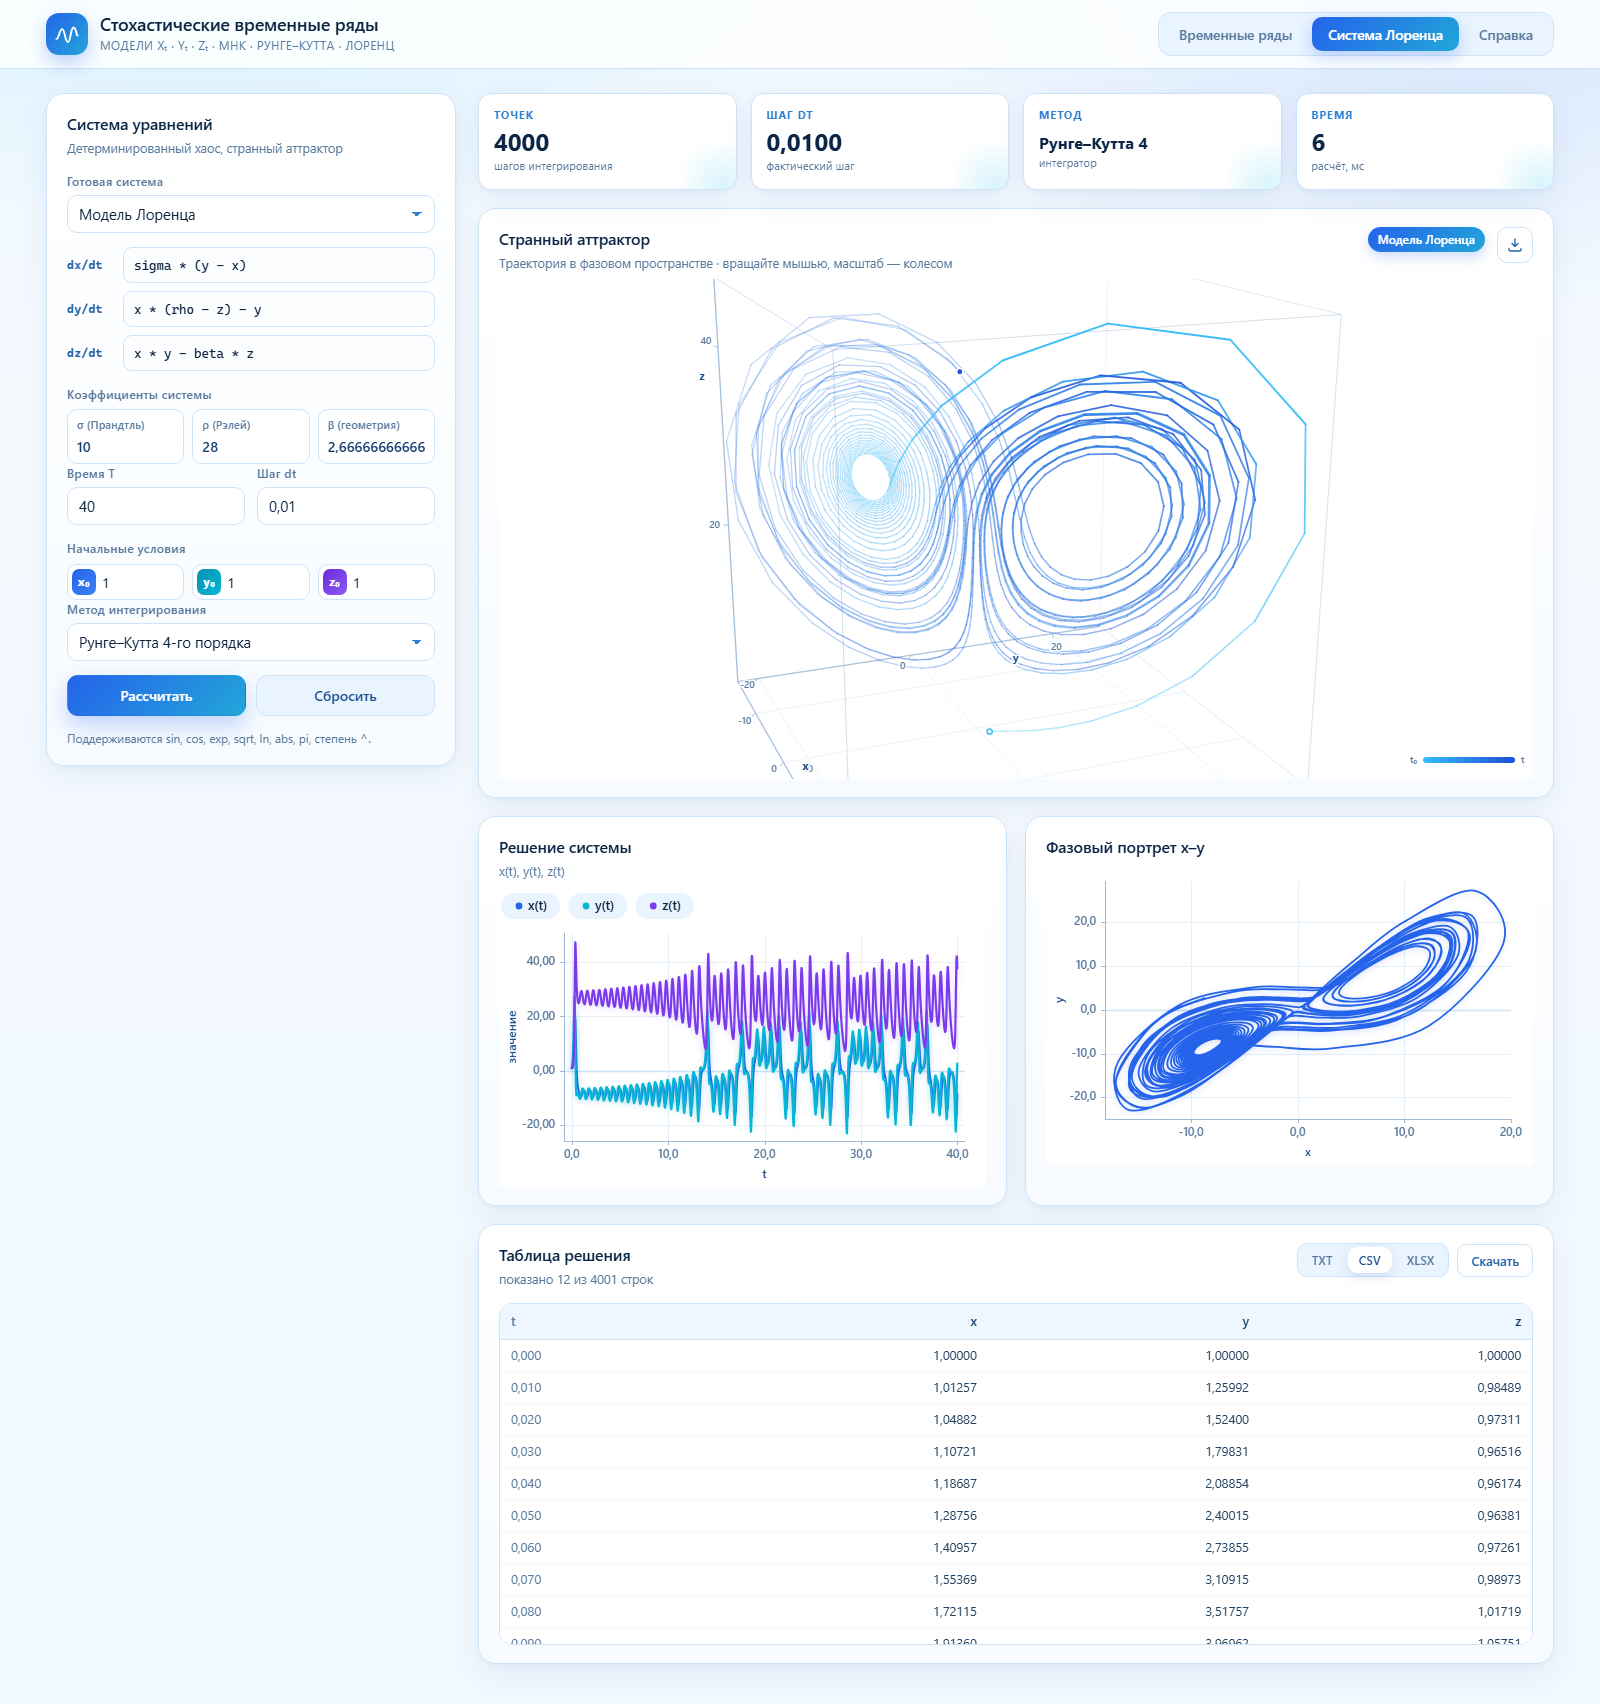 Стохастические временные ряды
МОДЕЛИ Xₜ · Yₜ · Zₜ · МНК · РУНГЕ–КУТТА · ЛОРЕНЦ
Временные ряды
Система Лоренца
Справка
Система уравнений
Детерминированный хаос, странный аттрактор
Готовая система
Модель Лоренца
dx/dt
sigma * (y − x)
dy/dt
x * (rho − z) − y
dz/dt
x * y − beta * z
Коэффициенты системы
σ (Прандтль)
10
ρ (Рэлей)
28
β (геометрия)
2,66666666666
Время T
Шаг dt
40
0,01
Начальные условия
x₀ 1
y₀ 1
z₀ 1
Метод интегрирования
Рунге–Кутта 4-го порядка
Рассчитать
Сбросить
Поддерживаются sin, cos, exp, sqrt, ln, abs, pi, степень ^.
ТОЧЕК
4000
шагов интегрирования
ШАГ DT
0,0100
фактический шаг
МЕТОД
Рунге–Кутта 4
интегратор
ВРЕМЯ
6
расчёт, мс
Странный аттрактор
Траектория в фазовом пространстве · вращайте мышью, масштаб — колесом
Модель Лоренца
40
z
20
20
y
0
-20
-10
0
x
t₀
t
Решение системы
x(t), y(t), z(t)
x(t)
y(t)
z(t)
40,00
20,00
0,00
-20,00
значение
0,0
10,0
20,0
30,0
40,0
t
Фазовый портрет x–y
20,0
10,0
0,0
-10,0
-20,0
y
-10,0
0,0
10,0
20,0
x
Таблица решения
показано 12 из 4001 строк
TXT
CSV
XLSX
Скачать
t x y z
0,000 1,00000 1,00000 1,00000
0,010 1,01257 1,25992 0,98489
0,020 1,04882 1,52400 0,97311
0,030 1,10721 1,79831 0,96516
0,040 1,18687 2,08854 0,96174
0,050 1,28756 2,40015 0,96381
0,060 1,40957 2,73855 0,97261
0,070 1,55369 3,10915 0,98973
0,080 1,72115 3,51757 1,01719
0,090 1,91360 3,96962 1,05751